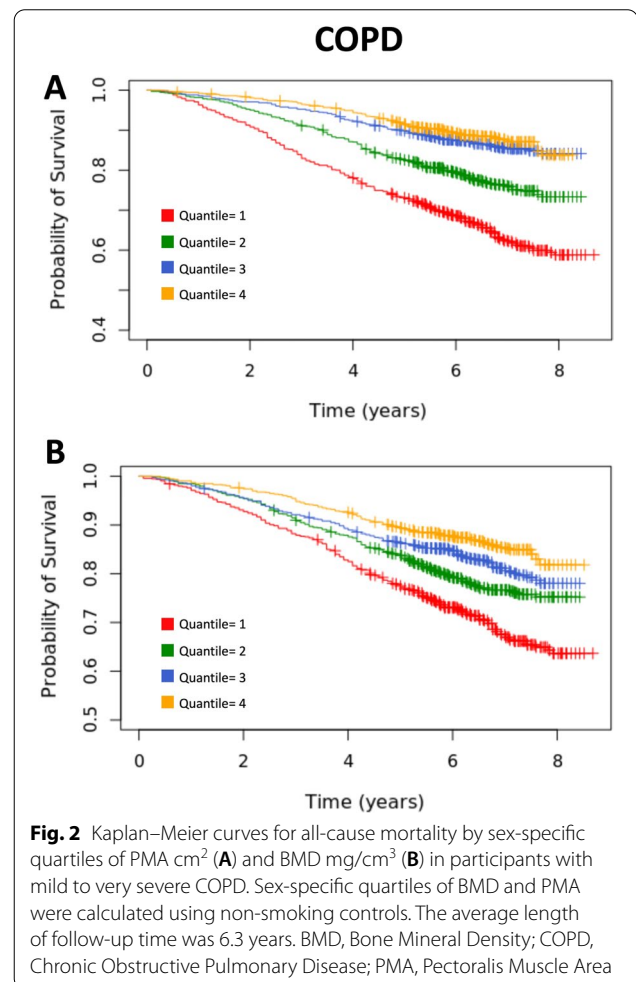 COPD
A
Probability of Survival
1.0
0.8
0.6
0.4
Quantile= 1
Quantile= 2
Quantile= 3
Quantile= 4
0 2 4 6 8
Time (years)
B
Probability of Survival
1.0
0.9
0.8
0.7
0.6
0.5
Quantile= 1
Quantile= 2
Quantile= 3
Quantile= 4
0 2 4 6 8
Time (years)
Fig. 2 Kaplan–Meier curves for all-cause mortality by sex-specific
quartiles of PMA cm² (A) and BMD mg/cm³ (B) in participants with
mild to very severe COPD. Sex-specific quartiles of BMD and PMA
were calculated using non-smoking controls. The average length
of follow-up time was 6.3 years. BMD, Bone Mineral Density; COPD,
Chronic Obstructive Pulmonary Disease; PMA, Pectoralis Muscle Area